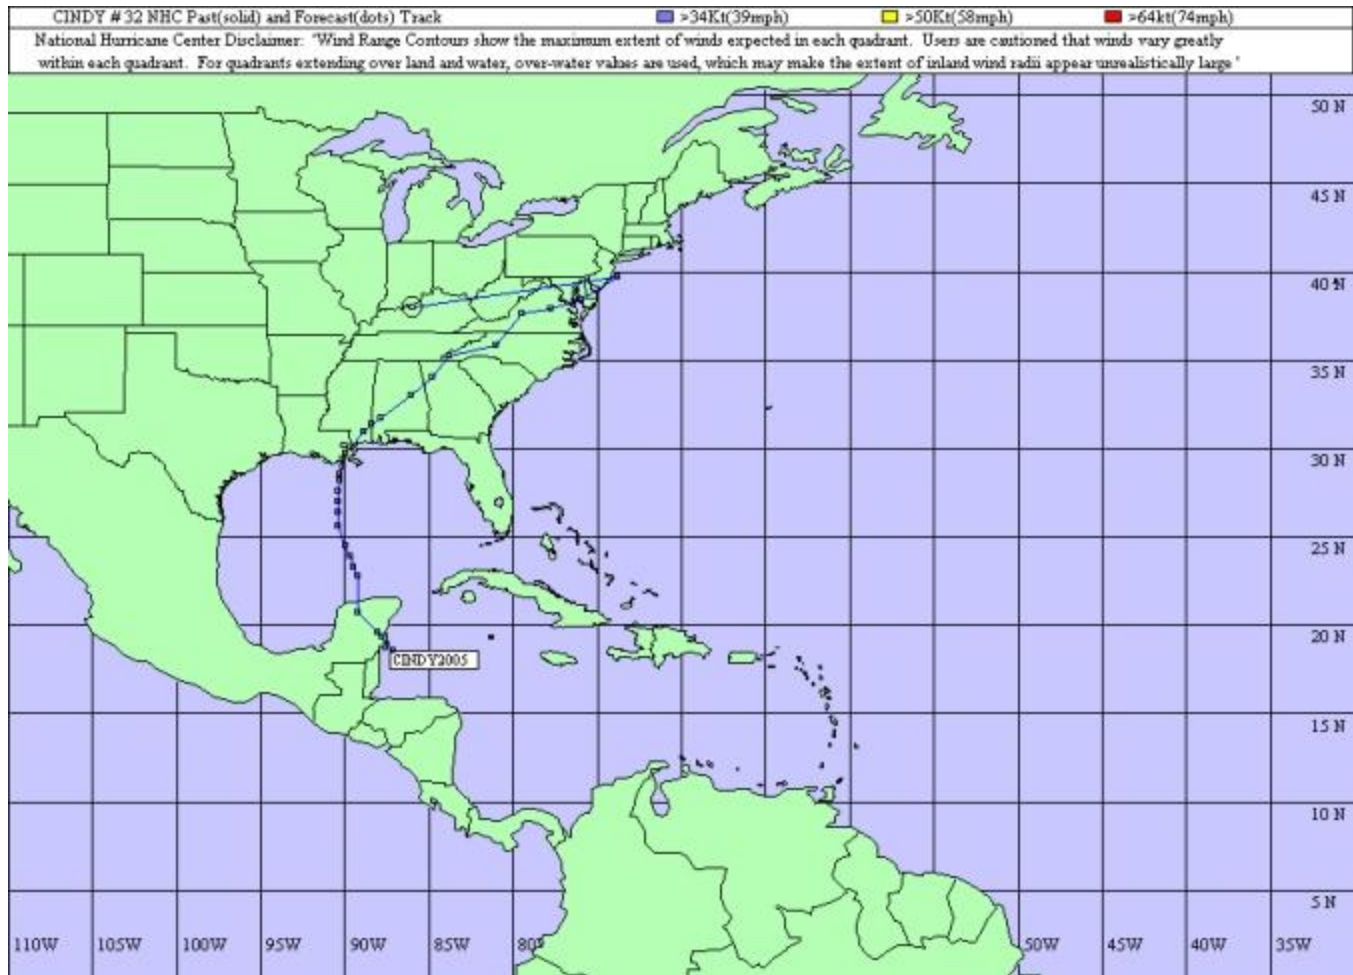 CINDY # 32 NHC Past(solid) and Forecast(dots) Track >34Kt(39mph) >50Kt(58mph) >64kt(74mph)
National Hurricane Center Disclaimer: "Wind Range Contours show the maximum extent of winds expected in each quadrant. Users are cautioned that winds vary greatly
within each quadrant. For quadrants extending over land and water, over-water values are used, which may make the extent of inland wind radii appear unrealistically large"
50 N
45 N
40 N
35 N
30 N
25 N
20 N
CINDY2005
15 N
10 N
5 N
110W 105W 100W 95W 90W 85W 80° 50W 45W 40W 35W